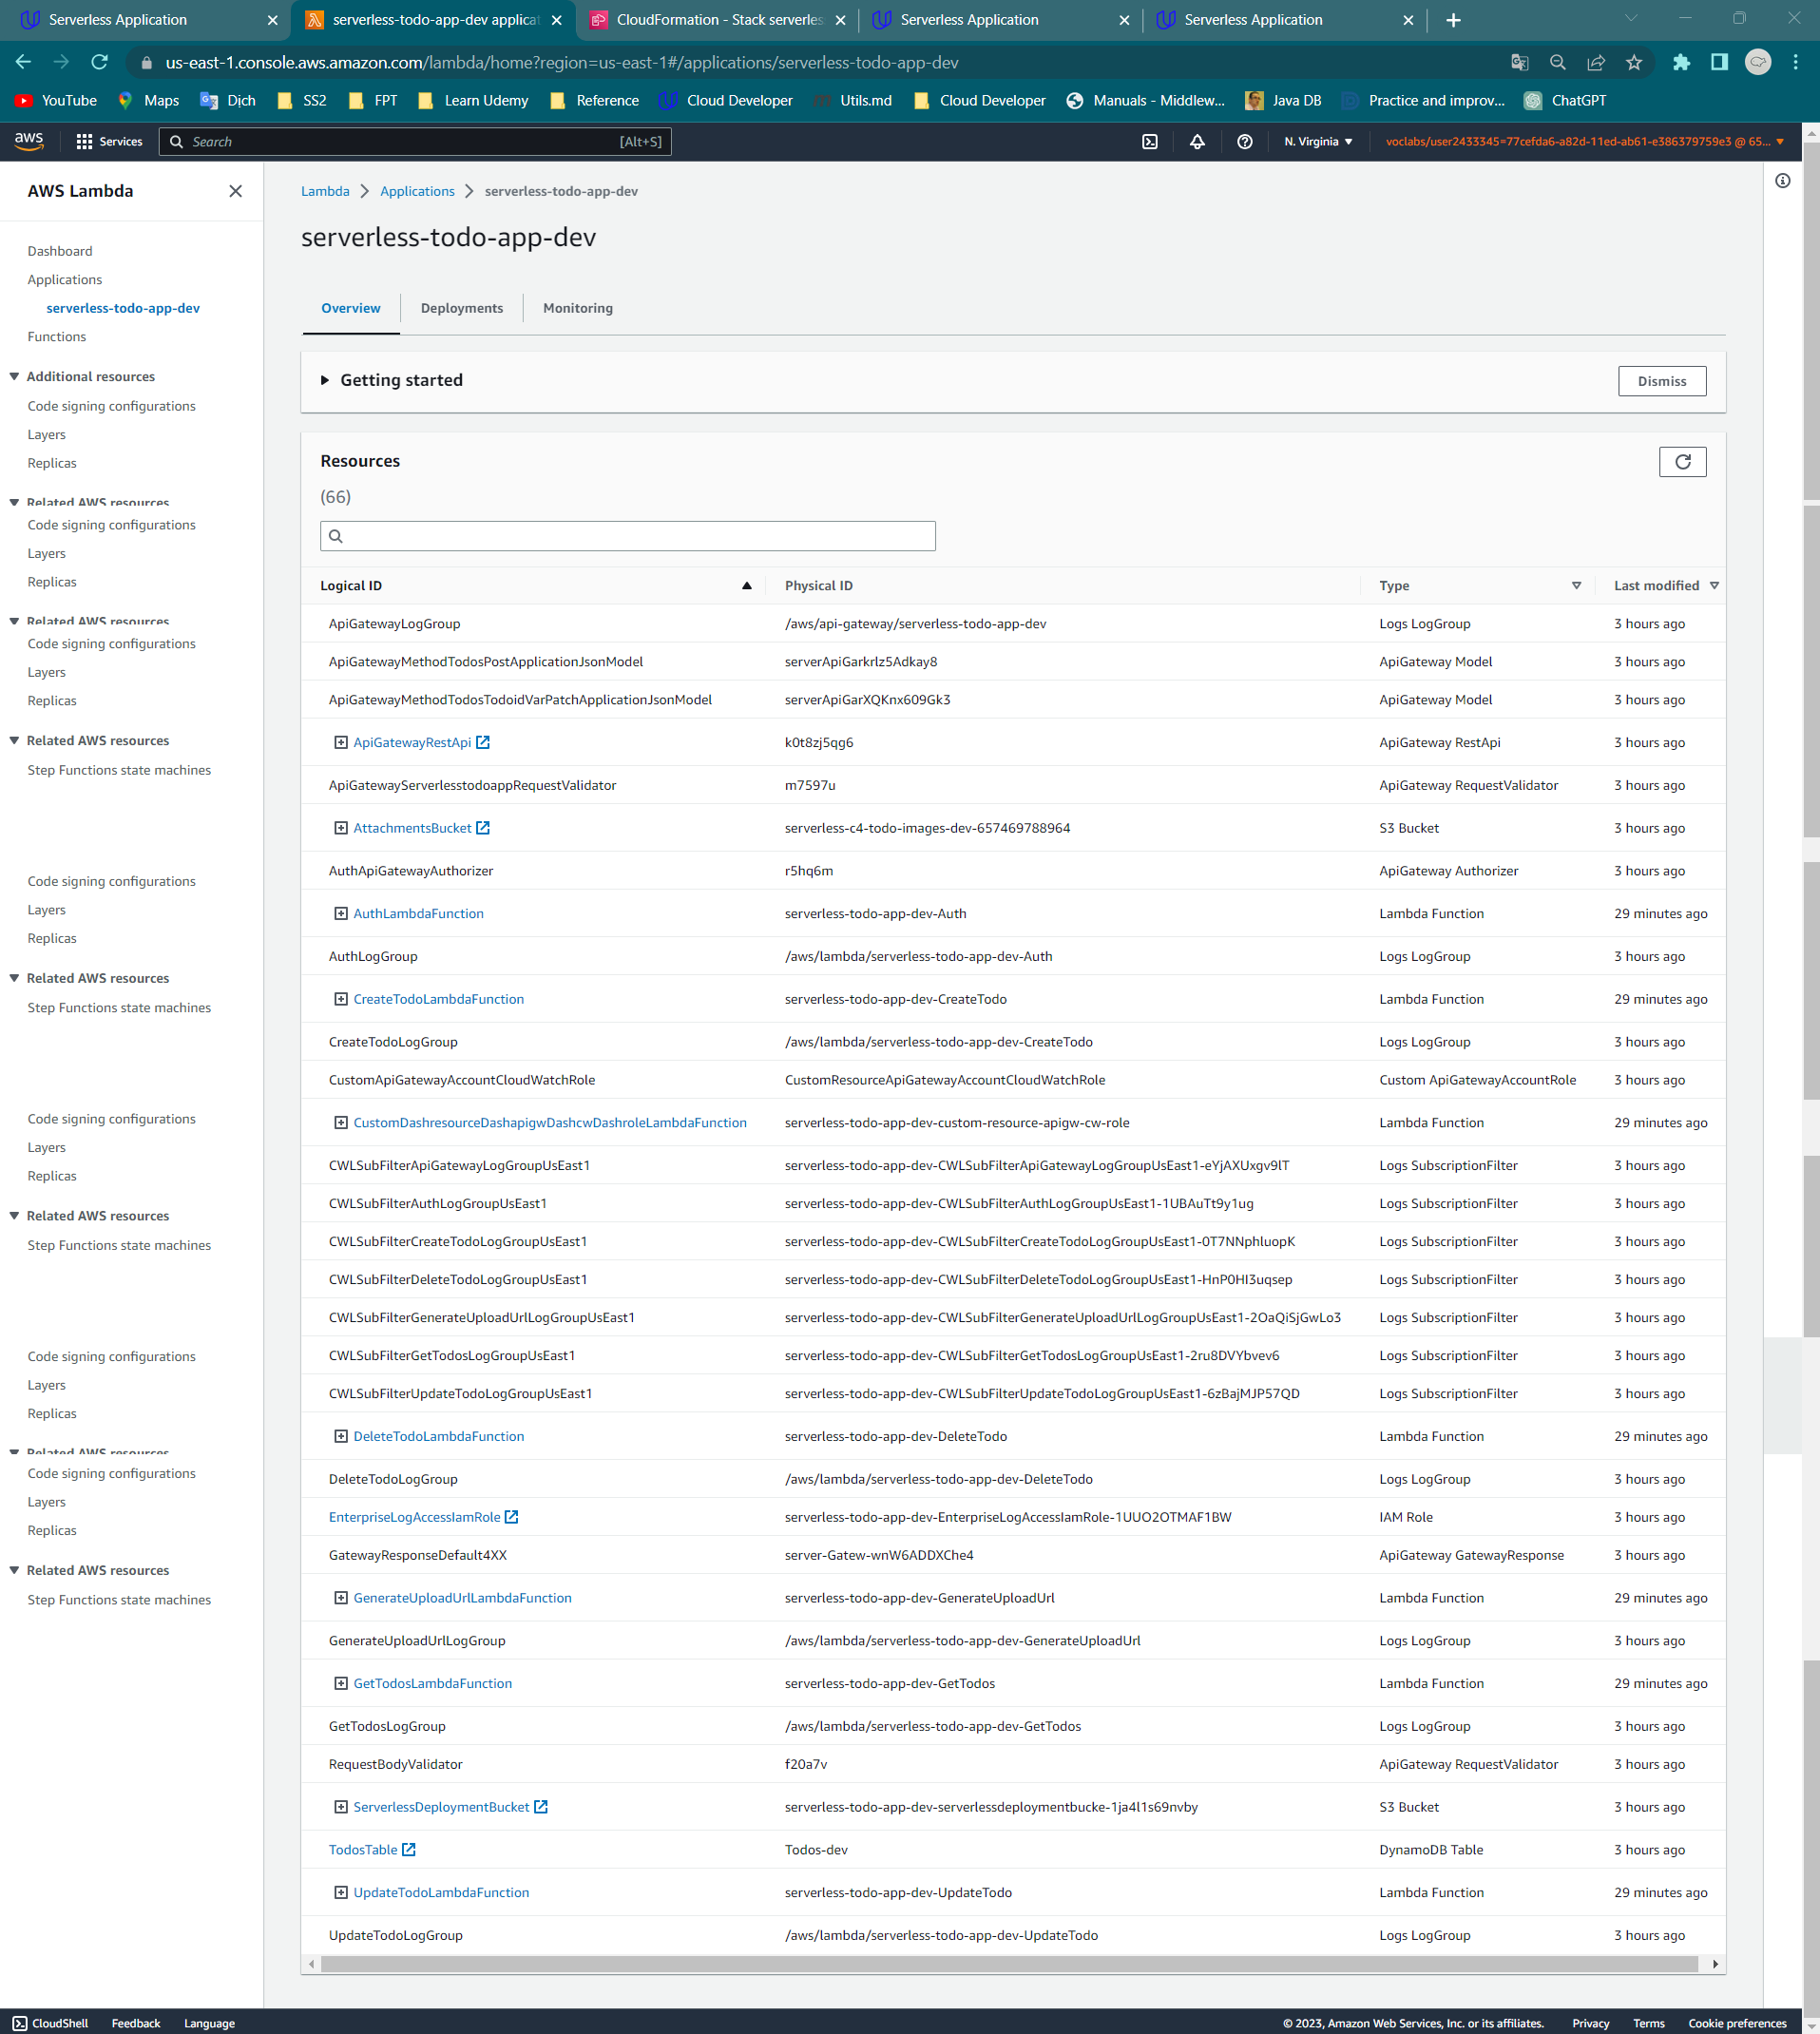 Serverless Application
serverless-todo-app-dev applicat
CloudFormation - Stack serverles
Serverless Application
Serverless Application
us-east-1.console.aws.amazon.com/lambda/home?region=us-east-1#/applications/serverless-todo-app-dev
YouTube Maps Dịch SS2 FPT Learn Udemy Reference Cloud Developer Utils.md Cloud Developer Manuals - Middlew... Java DB Practice and improv... ChatGPT
aws Services Search [Alt+S] N. Virginia voclabs/user2433345=77cefda6-a82d-11ed-ab61-e386379759e3 @ 65...
AWS Lambda
Dashboard
Applications
serverless-todo-app-dev
Functions
Additional resources
Code signing configurations
Layers
Replicas
Related AWS resources
Code signing configurations
Layers
Replicas
Related AWS resources
Code signing configurations
Layers
Replicas
Related AWS resources
Step Functions state machines
Code signing configurations
Layers
Replicas
Related AWS resources
Step Functions state machines
Code signing configurations
Layers
Replicas
Related AWS resources
Step Functions state machines
Code signing configurations
Layers
Replicas
Related AWS resources
Code signing configurations
Layers
Replicas
Related AWS resources
Step Functions state machines
Lambda Applications serverless-todo-app-dev
serverless-todo-app-dev
Overview Deployments Monitoring
Getting started Dismiss
Resources
(66)
Logical ID Physical ID Type Last modified
ApiGatewayLogGroup /aws/api-gateway/serverless-todo-app-dev Logs LogGroup 3 hours ago
ApiGatewayMethodTodosPostApplicationJsonModel serverApiGarkrlz5Adkay8 ApiGateway Model 3 hours ago
ApiGatewayMethodTodosTodoidVarPatchApplicationJsonModel serverApiGarXQKnx609Gk3 ApiGateway Model 3 hours ago
ApiGatewayRestApi k0t8zj5qg6 ApiGateway RestApi 3 hours ago
ApiGatewayServerlesstodoappRequestValidator m7597u ApiGateway RequestValidator 3 hours ago
AttachmentsBucket serverless-c4-todo-images-dev-657469788964 S3 Bucket 3 hours ago
AuthApiGatewayAuthorizer r5hq6m ApiGateway Authorizer 3 hours ago
AuthLambdaFunction serverless-todo-app-dev-Auth Lambda Function 29 minutes ago
AuthLogGroup /aws/lambda/serverless-todo-app-dev-Auth Logs LogGroup 3 hours ago
CreateTodoLambdaFunction serverless-todo-app-dev-CreateTodo Lambda Function 29 minutes ago
CreateTodoLogGroup /aws/lambda/serverless-todo-app-dev-CreateTodo Logs LogGroup 3 hours ago
CustomApiGatewayAccountCloudWatchRole CustomResourceApiGatewayAccountCloudWatchRole Custom ApiGatewayAccountRole 3 hours ago
CustomDashresourceDashapigwDashcwDashroleLambdaFunction serverless-todo-app-dev-custom-resource-apigw-cw-role Lambda Function 29 minutes ago
CWLSubFilterApiGatewayLogGroupUsEast1 serverless-todo-app-dev-CWLSubFilterApiGatewayLogGroupUsEast1-eYjAXUxgv9lT Logs SubscriptionFilter 3 hours ago
CWLSubFilterAuthLogGroupUsEast1 serverless-todo-app-dev-CWLSubFilterAuthLogGroupUsEast1-1UBAuTt9y1ug Logs SubscriptionFilter 3 hours ago
CWLSubFilterCreateTodoLogGroupUsEast1 serverless-todo-app-dev-CWLSubFilterCreateTodoLogGroupUsEast1-0T7NNphluopK Logs SubscriptionFilter 3 hours ago
CWLSubFilterDeleteTodoLogGroupUsEast1 serverless-todo-app-dev-CWLSubFilterDeleteTodoLogGroupUsEast1-HnP0HI3uqsep Logs SubscriptionFilter 3 hours ago
CWLSubFilterGenerateUploadUrlLogGroupUsEast1 serverless-todo-app-dev-CWLSubFilterGenerateUploadUrlLogGroupUsEast1-2OaQiSjGwLo3 Logs SubscriptionFilter 3 hours ago
CWLSubFilterGetTodosLogGroupUsEast1 serverless-todo-app-dev-CWLSubFilterGetTodosLogGroupUsEast1-2ru8DVYbvev6 Logs SubscriptionFilter 3 hours ago
CWLSubFilterUpdateTodoLogGroupUsEast1 serverless-todo-app-dev-CWLSubFilterUpdateTodoLogGroupUsEast1-6zBajMJP57QD Logs SubscriptionFilter 3 hours ago
DeleteTodoLambdaFunction serverless-todo-app-dev-DeleteTodo Lambda Function 29 minutes ago
DeleteTodoLogGroup /aws/lambda/serverless-todo-app-dev-DeleteTodo Logs LogGroup 3 hours ago
EnterpriseLogAccessIamRole serverless-todo-app-dev-EnterpriseLogAccessIamRole-1UUO2OTMAF1BW IAM Role 3 hours ago
GatewayResponseDefault4XX server-Gatew-wnW6ADDXChe4 ApiGateway GatewayResponse 3 hours ago
GenerateUploadUrlLambdaFunction serverless-todo-app-dev-GenerateUploadUrl Lambda Function 29 minutes ago
GenerateUploadUrlLogGroup /aws/lambda/serverless-todo-app-dev-GenerateUploadUrl Logs LogGroup 3 hours ago
GetTodosLambdaFunction serverless-todo-app-dev-GetTodos Lambda Function 29 minutes ago
GetTodosLogGroup /aws/lambda/serverless-todo-app-dev-GetTodos Logs LogGroup 3 hours ago
RequestBodyValidator f20a7v ApiGateway RequestValidator 3 hours ago
ServerlessDeploymentBucket serverless-todo-app-dev-serverlessdeploymentbucke-1ja4l1s69nvby S3 Bucket 3 hours ago
TodosTable Todos-dev DynamoDB Table 3 hours ago
UpdateTodoLambdaFunction serverless-todo-app-dev-UpdateTodo Lambda Function 29 minutes ago
UpdateTodoLogGroup /aws/lambda/serverless-todo-app-dev-UpdateTodo Logs LogGroup 3 hours ago
CloudShell Feedback Language © 2023, Amazon Web Services, Inc. or its affiliates. Privacy Terms Cookie preferences